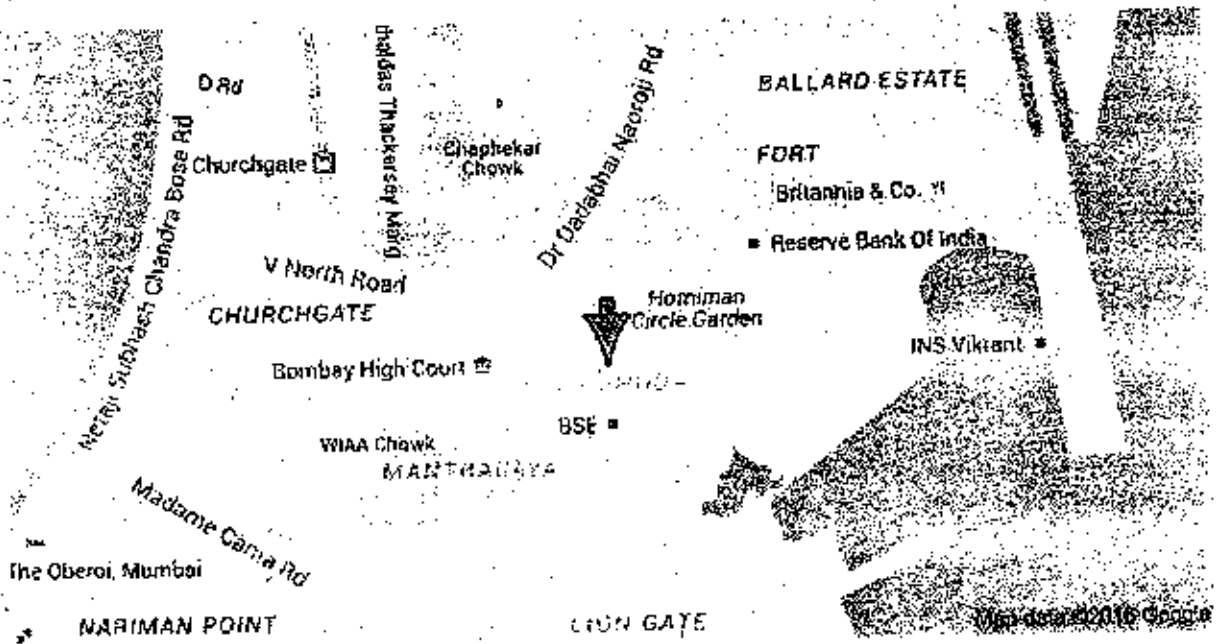 D Rd
BALLARD ESTATE
Dr Dadabhai Naoroji Rd
Thackersey Marg
Chaphekar
Chowk
FORT
Churchgate
Netaji Subhash Chandra Bose Rd
Britannia & Co.
Reserve Bank Of India
V North Road
Horniman
Circle Garden
CHURCHGATE
INS Vikrant
Bombay High Court
BSE
WIAA Chowk
Madame Cama Rd
The Oberoi, Mumbai
NARIMAN POINT
LION GATE
Map data ©2016 Google